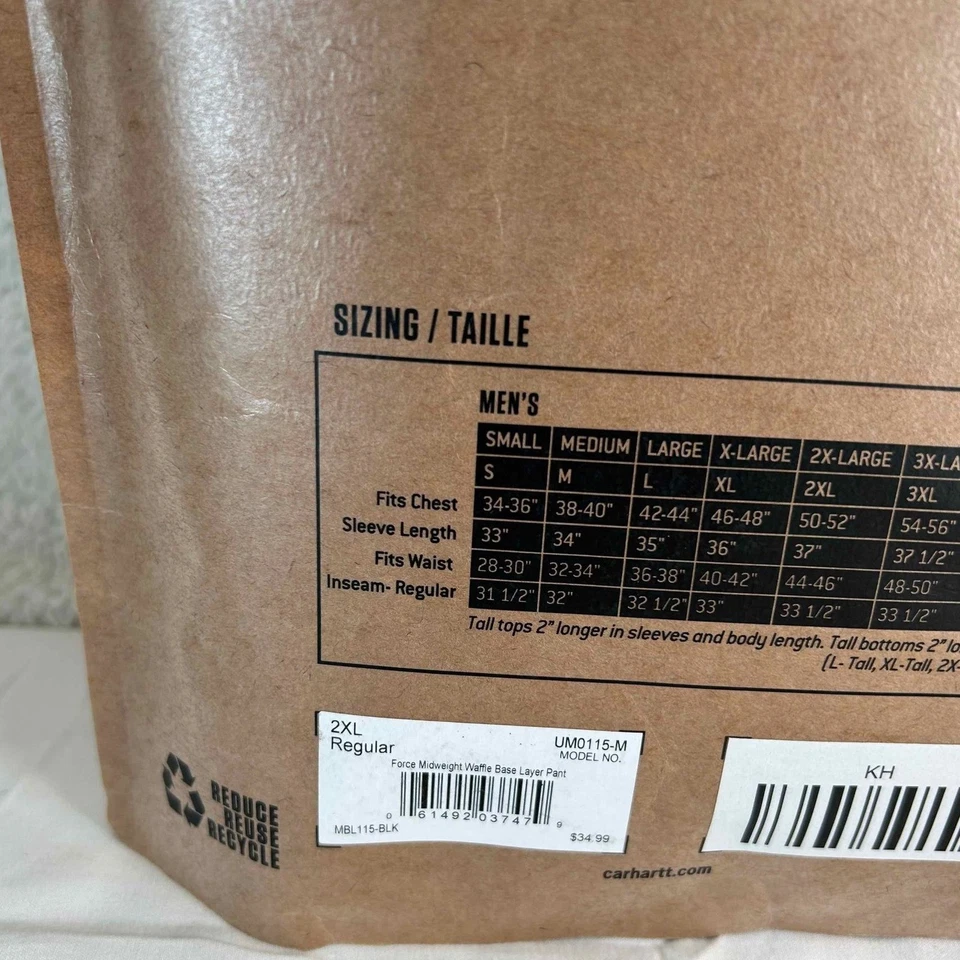 SIZING / TAILLE
MEN'S
SMALL MEDIUM LARGE X-LARGE 2X-LARGE 3X-LA
S M L XL 2XL 3XL
Fits Chest 34-36" 38-40" 42-44" 46-48" 50-52" 54-56"
Sleeve Length 33" 34" 35" 36" 37" 37 1/2"
Fits Waist 28-30" 32-34" 36-38" 40-42" 44-46" 48-50"
Inseam- Regular 31 1/2" 32" 32 1/2" 33" 33 1/2" 33 1/2"
Tall tops 2" longer in sleeves and body length. Tall bottoms 2" lo
(L- Tall, XL-Tall, 2X-
2XL
Regular
UM0115-M
MODEL NO.
Force Midweight Waffle Base Layer Pant
0 61492 03747 9
MBL115-BLK
$34.99
KH
REDUCE
REUSE
RECYCLE
carhartt.com